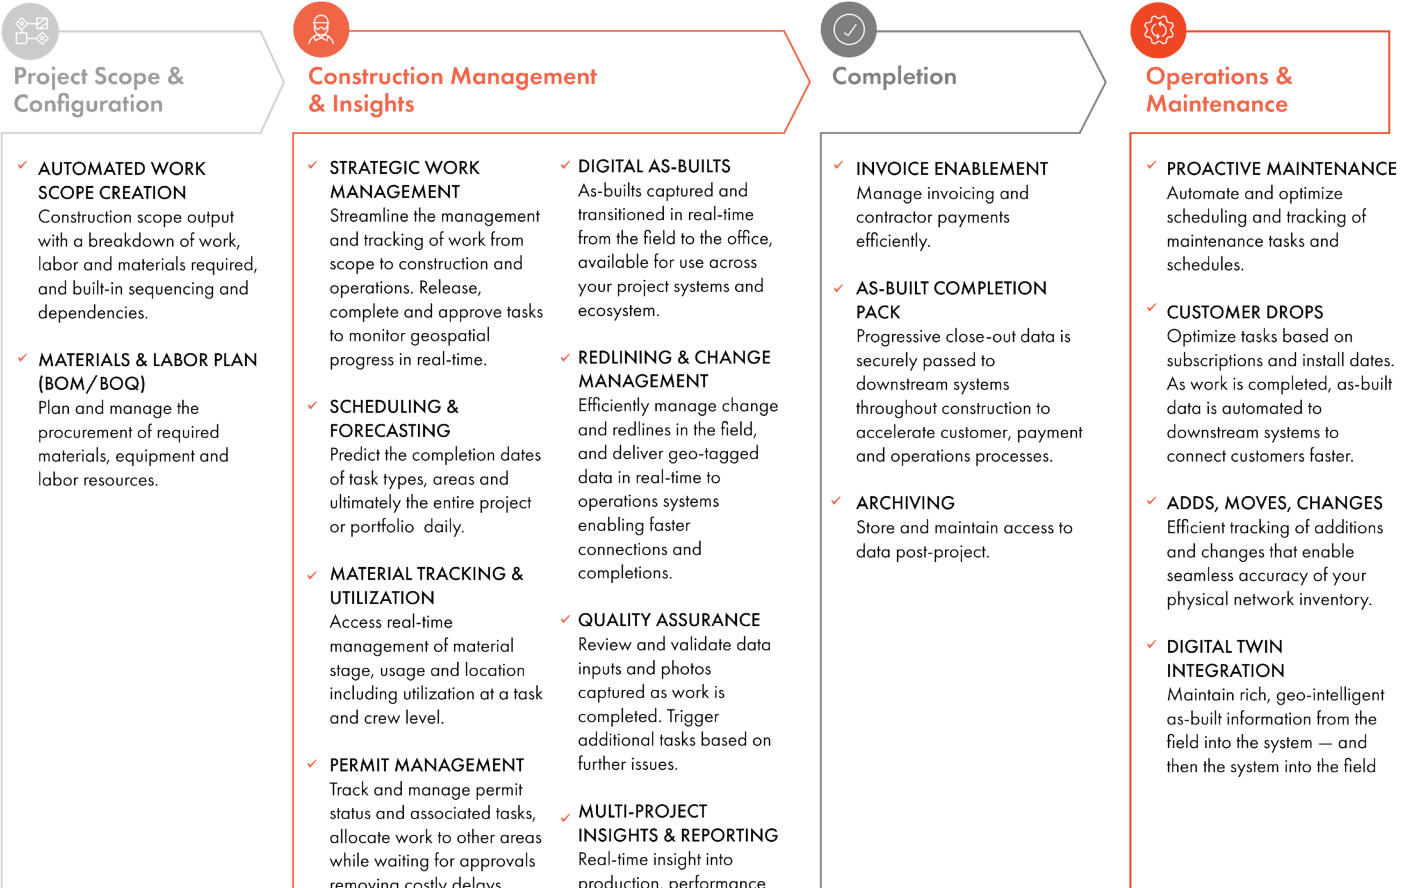 Project Scope &
Configuration
AUTOMATED WORK
SCOPE CREATION
Construction scope output
with a breakdown of work,
labor and materials required,
and built-in sequencing and
dependencies.
MATERIALS & LABOR PLAN
(BOM/BOQ)
Plan and manage the
procurement of required
materials, equipment and
labor resources.
Construction Management
& Insights
STRATEGIC WORK
MANAGEMENT
Streamline the management
and tracking of work from
scope to construction and
operations. Release,
complete and approve tasks
to monitor geospatial
progress in real-time.
SCHEDULING &
FORECASTING
Predict the completion dates
of task types, areas and
ultimately the entire project
or portfolio  daily.
MATERIAL TRACKING &
UTILIZATION
Access real-time
management of material
stage, usage and location
including utilization at a task
and crew level.
PERMIT MANAGEMENT
Track and manage permit
status and associated tasks,
allocate work to other areas
while waiting for approvals
removing costly delays
DIGITAL AS-BUILTS
As-builts captured and
transitioned in real-time
from the field to the office,
available for use across
your project systems and
ecosystem.
REDLINING & CHANGE
MANAGEMENT
Efficiently manage change
and redlines in the field,
and deliver geo-tagged
data in real-time to
operations systems
enabling faster
connections and
completions.
QUALITY ASSURANCE
Review and validate data
inputs and photos
captured as work is
completed. Trigger
additional tasks based on
further issues.
MULTI-PROJECT
INSIGHTS & REPORTING
Real-time insight into
production, performance
Completion
INVOICE ENABLEMENT
Manage invoicing and
contractor payments
efficiently.
AS-BUILT COMPLETION
PACK
Progressive close-out data is
securely passed to
downstream systems
throughout construction to
accelerate customer, payment
and operations processes.
ARCHIVING
Store and maintain access to
data post-project.
Operations &
Maintenance
PROACTIVE MAINTENANCE
Automate and optimize
scheduling and tracking of
maintenance tasks and
schedules.
CUSTOMER DROPS
Optimize tasks based on
subscriptions and install dates.
As work is completed, as-built
data is automated to
downstream systems to
connect customers faster.
ADDS, MOVES, CHANGES
Efficient tracking of additions
and changes that enable
seamless accuracy of your
physical network inventory.
DIGITAL TWIN
INTEGRATION
Maintain rich, geo-intelligent
as-built information from the
field into the system — and
then the system into the field